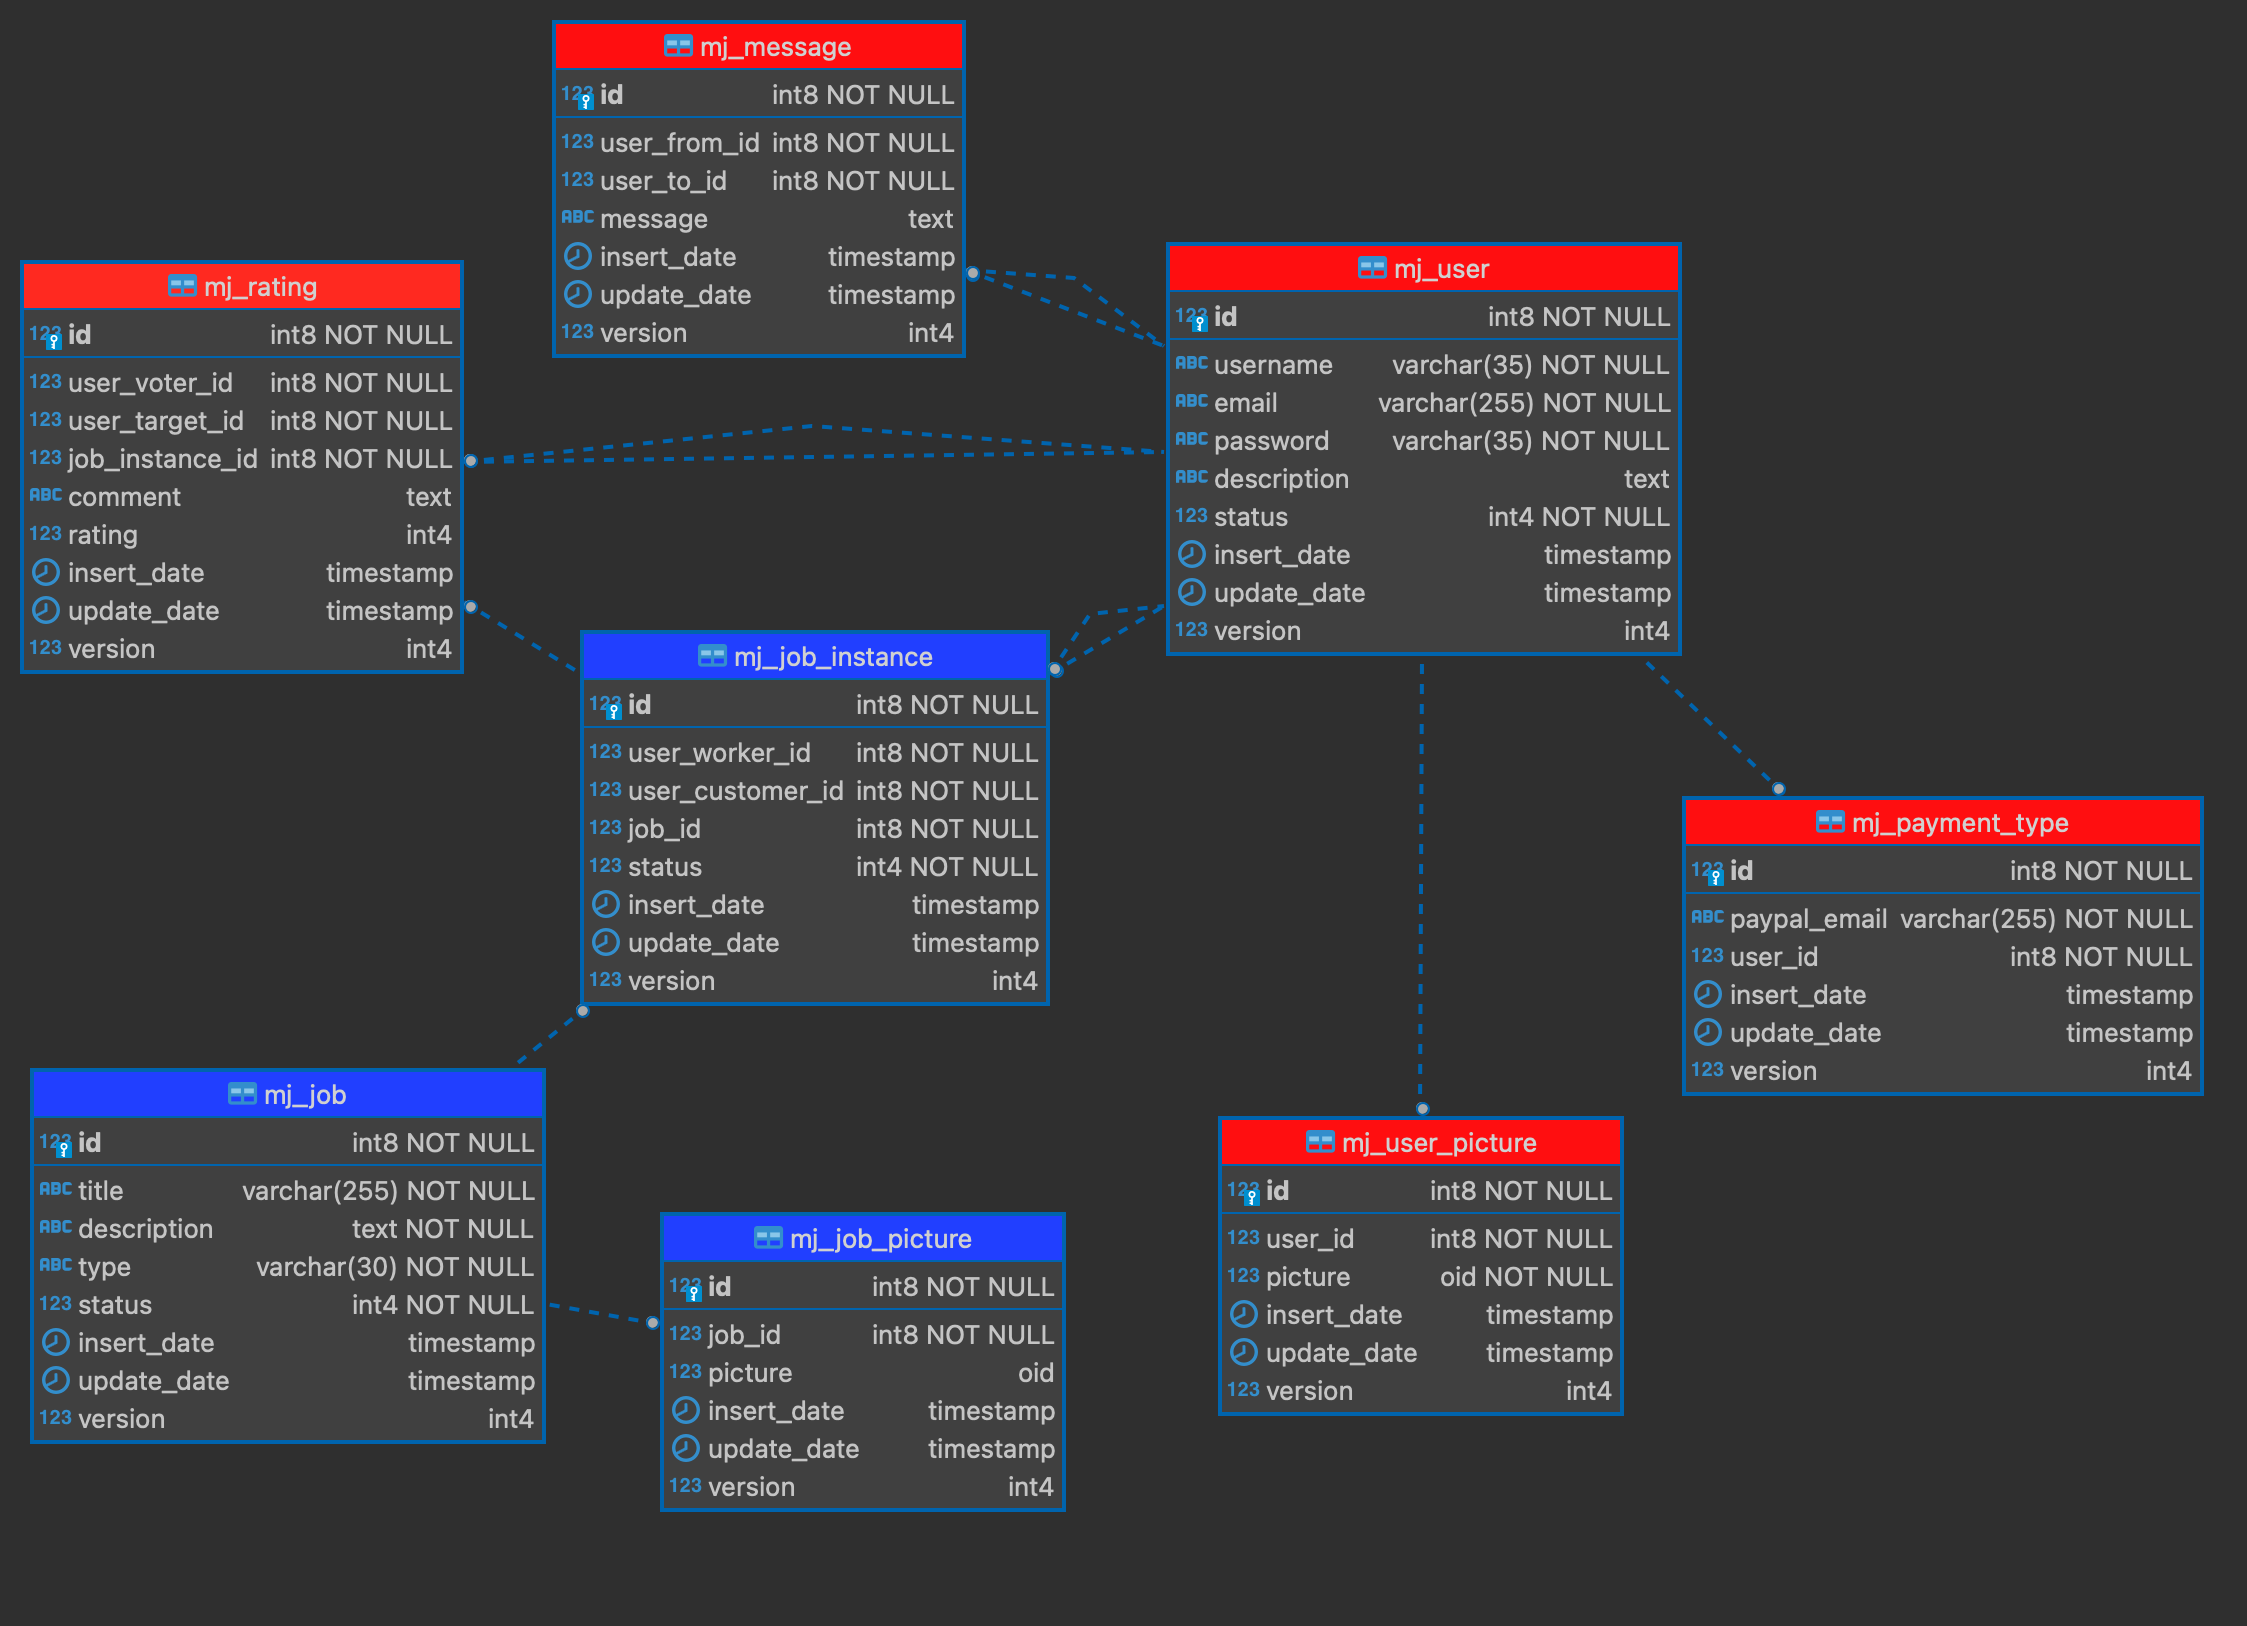 mj_message
123 id int8 NOT NULL
123 user_from_id int8 NOT NULL
123 user_to_id int8 NOT NULL
ABC message text
insert_date timestamp
update_date timestamp
123 version int4
mj_rating
123 id int8 NOT NULL
123 user_voter_id int8 NOT NULL
123 user_target_id int8 NOT NULL
123 job_instance_id int8 NOT NULL
ABC comment text
123 rating int4
insert_date timestamp
update_date timestamp
123 version int4
mj_user
123 id int8 NOT NULL
ABC username varchar(35) NOT NULL
ABC email varchar(255) NOT NULL
ABC password varchar(35) NOT NULL
ABC description text
123 status int4 NOT NULL
insert_date timestamp
update_date timestamp
123 version int4
mj_job_instance
123 id int8 NOT NULL
123 user_worker_id int8 NOT NULL
123 user_customer_id int8 NOT NULL
123 job_id int8 NOT NULL
123 status int4 NOT NULL
insert_date timestamp
update_date timestamp
123 version int4
mj_payment_type
123 id int8 NOT NULL
ABC paypal_email varchar(255) NOT NULL
123 user_id int8 NOT NULL
insert_date timestamp
update_date timestamp
123 version int4
mj_job
123 id int8 NOT NULL
ABC title varchar(255) NOT NULL
ABC description text NOT NULL
ABC type varchar(30) NOT NULL
123 status int4 NOT NULL
insert_date timestamp
update_date timestamp
123 version int4
mj_job_picture
123 id int8 NOT NULL
123 job_id int8 NOT NULL
123 picture oid
insert_date timestamp
update_date timestamp
123 version int4
mj_user_picture
123 id int8 NOT NULL
123 user_id int8 NOT NULL
123 picture oid NOT NULL
insert_date timestamp
update_date timestamp
123 version int4